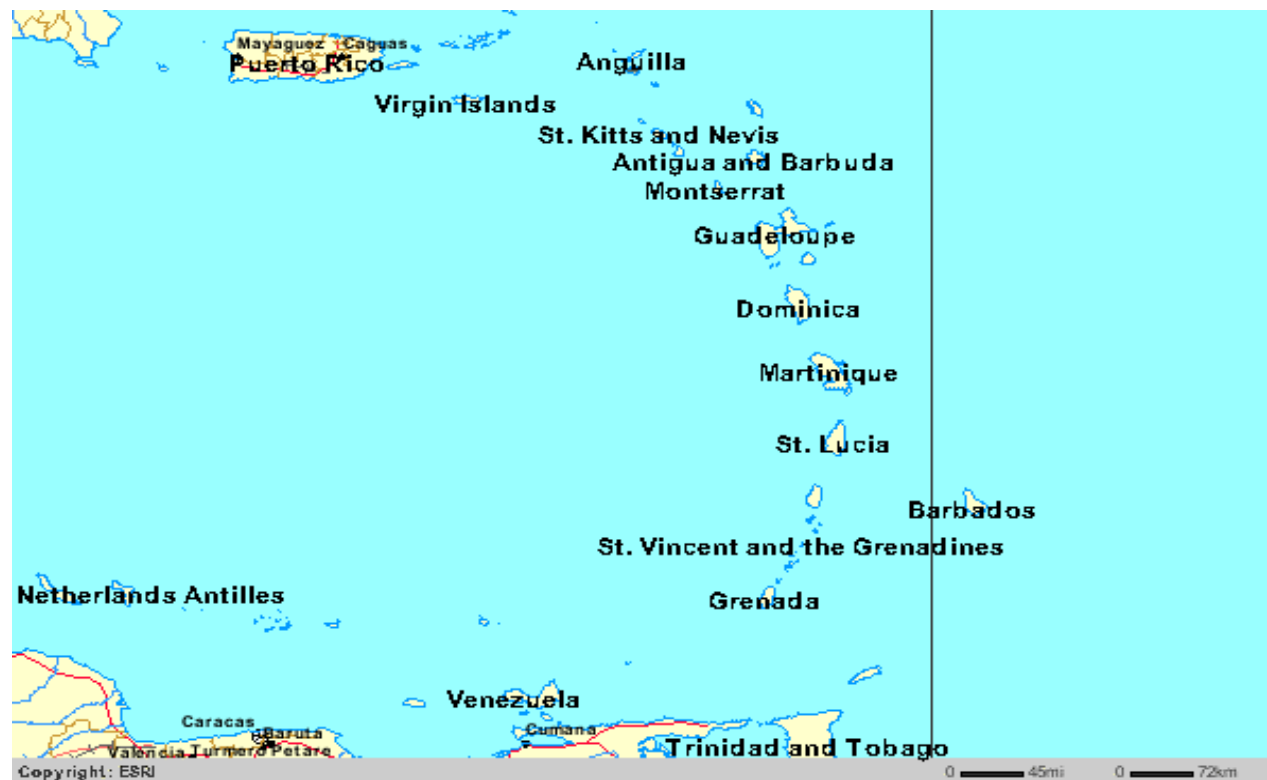 Mayaguez Caguas
Puerto Rico
Anguilla
Virgin Islands
St. Kitts and Nevis
Antigua and Barbuda
Montserrat
Guadeloupe
Dominica
Martinique
St. Lucia
Barbados
St. Vincent and the Grenadines
Netherlands Antilles
Grenada
Venezuela
Caracas
Baruta
Cumana
Valencia Turmero Petare
Trinidad and Tobago
Copyright: ESRI
0 45mi 0 72km